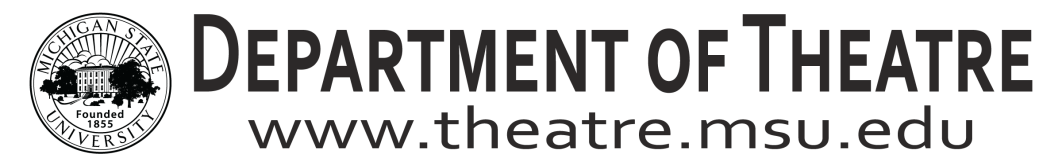 MICHIGAN STATE
UNIVERSITY
Founded
1855
DEPARTMENT OF THEATRE
www.theatre.msu.edu